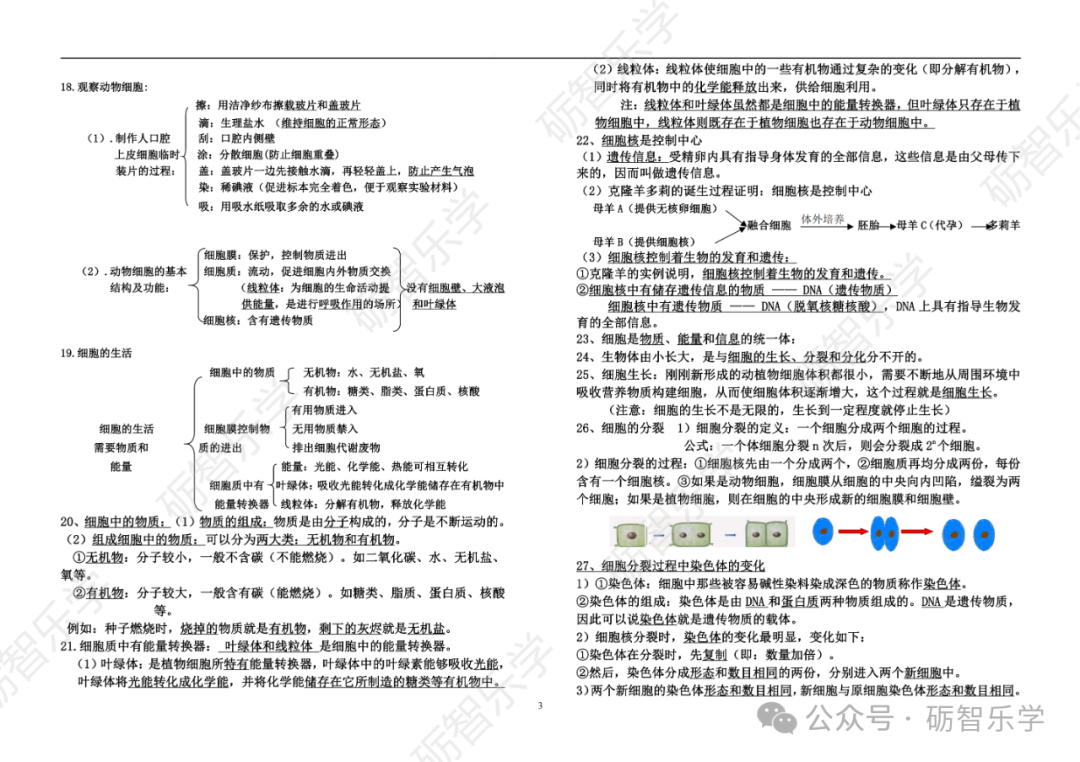 18.观察动物细胞:
擦：用洁净纱布擦载玻片和盖玻片
滴：生理盐水 （维持细胞的正常形态）
（1）.制作人口腔
刮：口腔内侧壁
上皮细胞临时
涂：分散细胞(防止细胞重叠)
装片的过程：
盖：盖玻片一边先接触水滴，再轻轻盖上，防止产生气泡
染：稀碘液（促进标本完全着色，便于观察实验材料）
吸：用吸水纸吸取多余的水或碘液
细胞膜：保护，控制物质进出
（2）.动物细胞的基本
细胞质：流动，促进细胞内外物质交换
结构及功能：
（线粒体：为细胞的生命活动提
没有细胞壁、大液泡
供能量，是进行呼吸作用的场所）
和叶绿体
细胞核：含有遗传物质
19.细胞的生活
细胞中的物质
无机物：水、无机盐、氧
有机物：糖类、脂类、蛋白质、核酸
有用物质进入
细胞的生活
细胞膜控制物
无用物质禁入
需要物质和
质的进出
排出细胞代谢废物
能量
能量：光能、化学能、热能可相互转化
细胞质中有
叶绿体：吸收光能转化成化学能储存在有机物中
能量转换器
线粒体：分解有机物，释放化学能
20、细胞中的物质：（1）物质的组成：物质是由分子构成的，分子是不断运动的。
（2）组成细胞中的物质：可以分为两大类：无机物和有机物。
①无机物：分子较小，一般不含碳（不能燃烧）。如二氧化碳、水、无机盐、
氧等。
②有机物：分子较大，一般含有碳（能燃烧）。如糖类、脂质、蛋白质、核酸
等。
例如：种子燃烧时，烧掉的物质就是有机物，剩下的灰烬就是无机盐。
21.细胞质中有能量转换器： 叶绿体和线粒体 是细胞中的能量转换器。
（1）叶绿体：是植物细胞所特有能量转换器，叶绿体中的叶绿素能够吸收光能，
叶绿体将光能转化成化学能，并将化学能储存在它所制造的糖类等有机物中。
（2）线粒体：线粒体使细胞中的一些有机物通过复杂的变化（即分解有机物），
同时将有机物中的化学能释放出来，供给细胞利用。
注：线粒体和叶绿体虽然都是细胞中的能量转换器，但叶绿体只存在于植
物细胞中，线粒体则既存在于植物细胞也存在于动物细胞中。
22、细胞核是控制中心
（1）遗传信息：受精卵内具有指导身体发育的全部信息，这些信息是由父母传下
来的，因而叫做遗传信息。
（2）克隆羊多莉的诞生过程证明：细胞核是控制中心
母羊A（提供无核卵细胞）
融合细胞 体外培养 胚胎 母羊C（代孕） 多莉羊
母羊B（提供细胞核）
（3）细胞核控制着生物的发育和遗传：
①克隆羊的实例说明，细胞核控制着生物的发育和遗传。
②细胞核中有储存遗传信息的物质 —— DNA（遗传物质）
细胞核中有遗传物质 —— DNA（脱氧核糖核酸），DNA上具有指导生物发
育的全部信息。
23、细胞是物质、能量和信息的统一体：
24、生物体由小长大，是与细胞的生长、分裂和分化分不开的。
25、细胞生长：刚刚新形成的动植物细胞体积都很小，需要不断地从周围环境中
吸收营养物质构建细胞，从而使细胞体积逐渐增大，这个过程就是细胞生长。
（注意：细胞的生长不是无限的，生长到一定程度就停止生长）
26、细胞的分裂 1）细胞分裂的定义：一个细胞分成两个细胞的过程。
公式：一个体细胞分裂n次后，则会分裂成2ⁿ个细胞。
2）细胞分裂的过程：①细胞核先由一个分成两个，②细胞质再均分成两份，每份
含有一个细胞核。③如果是动物细胞，细胞膜从细胞的中央向内凹陷，缢裂为两
个细胞；如果是植物细胞，则在细胞的中央形成新的细胞膜和细胞壁。
27、细胞分裂过程中染色体的变化
1）①染色体：细胞中那些被容易碱性染料染成深色的物质称作染色体。
②染色体的组成：染色体是由DNA和蛋白质两种物质组成的。DNA是遗传物质，
因此可以说染色体就是遗传物质的载体。
2）细胞核分裂时，染色体的变化最明显，变化如下：
①染色体在分裂时，先复制（即：数量加倍）。
②然后，染色体分成形态和数目相同的两份，分别进入两个新细胞中。
3）两个新细胞的染色体形态和数目相同，新细胞与原细胞染色体形态和数目相同。
3
公众号 · 砺智乐学
砺智乐学